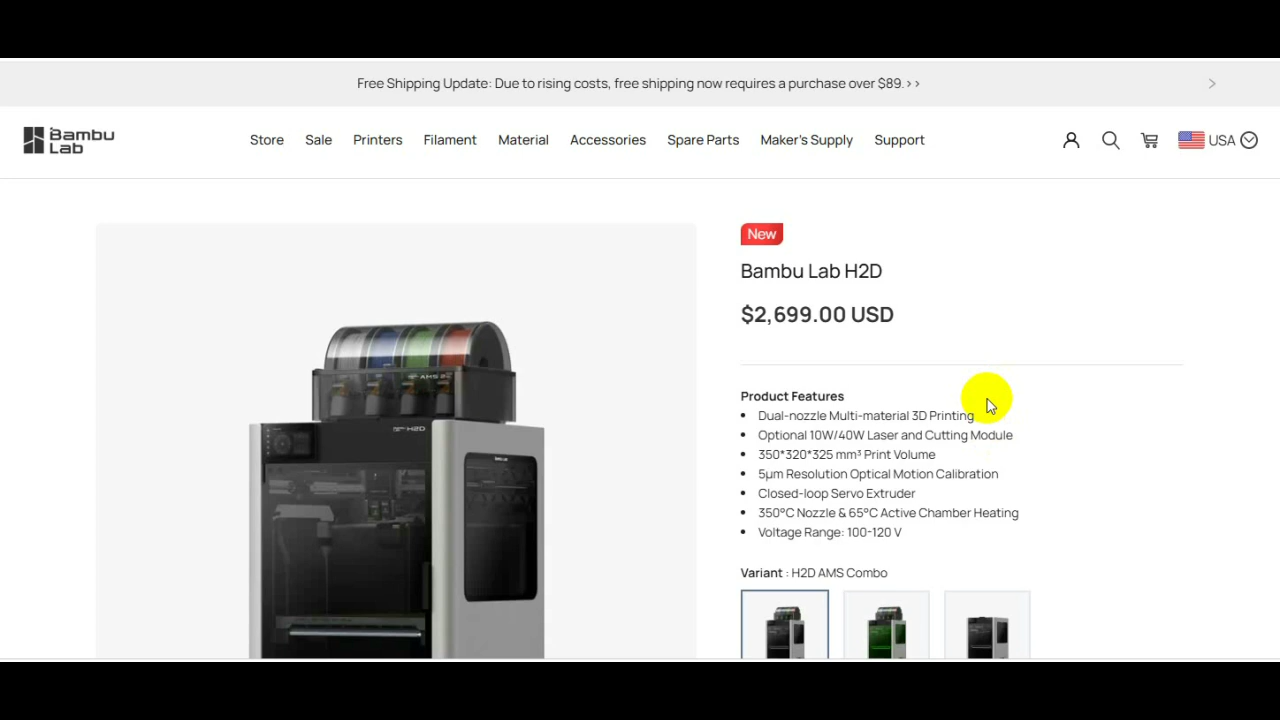 Free Shipping Update: Due to rising costs, free shipping now requires a purchase over $89. >>
Bambu Lab
Store Sale Printers Filament Material Accessories Spare Parts Maker's Supply Support USA
New
Bambu Lab H2D
$2,699.00 USD
Product Features
• Dual-nozzle Multi-material 3D Printing
• Optional 10W/40W Laser and Cutting Module
• 350*320*325 mm³ Print Volume
• 5μm Resolution Optical Motion Calibration
• Closed-loop Servo Extruder
• 350°C Nozzle & 65°C Active Chamber Heating
• Voltage Range: 100-120 V
Variant : H2D AMS Combo
AMS
H2D